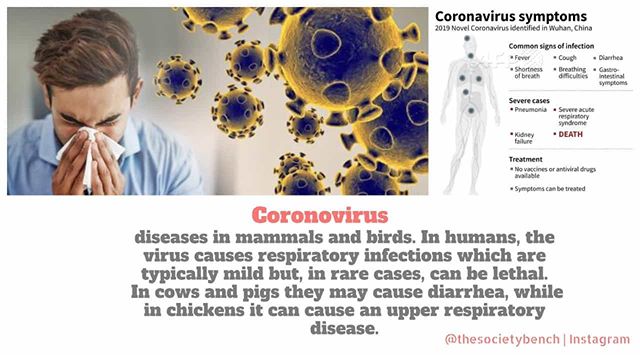 Coronavirus symptoms
2019 Novel Coronavirus identified in Wuhan, China
Common signs of infection
• Fever
• Cough
• Diarrhea
• Shortness of breath
• Breathing difficulties
• Gastro-intestinal symptoms
Severe cases
• Pneumonia
• Severe acute respiratory syndrome
• Kidney failure
• DEATH
Treatment
• No vaccines or antiviral drugs
available
• Symptoms can be treated
Coronovirus
diseases in mammals and birds. In humans, the
virus causes respiratory infections which are
typically mild but, in rare cases, can be lethal.
In cows and pigs they may cause diarrhea, while
in chickens it can cause an upper respiratory
disease.
@thesocietybench | Instagram